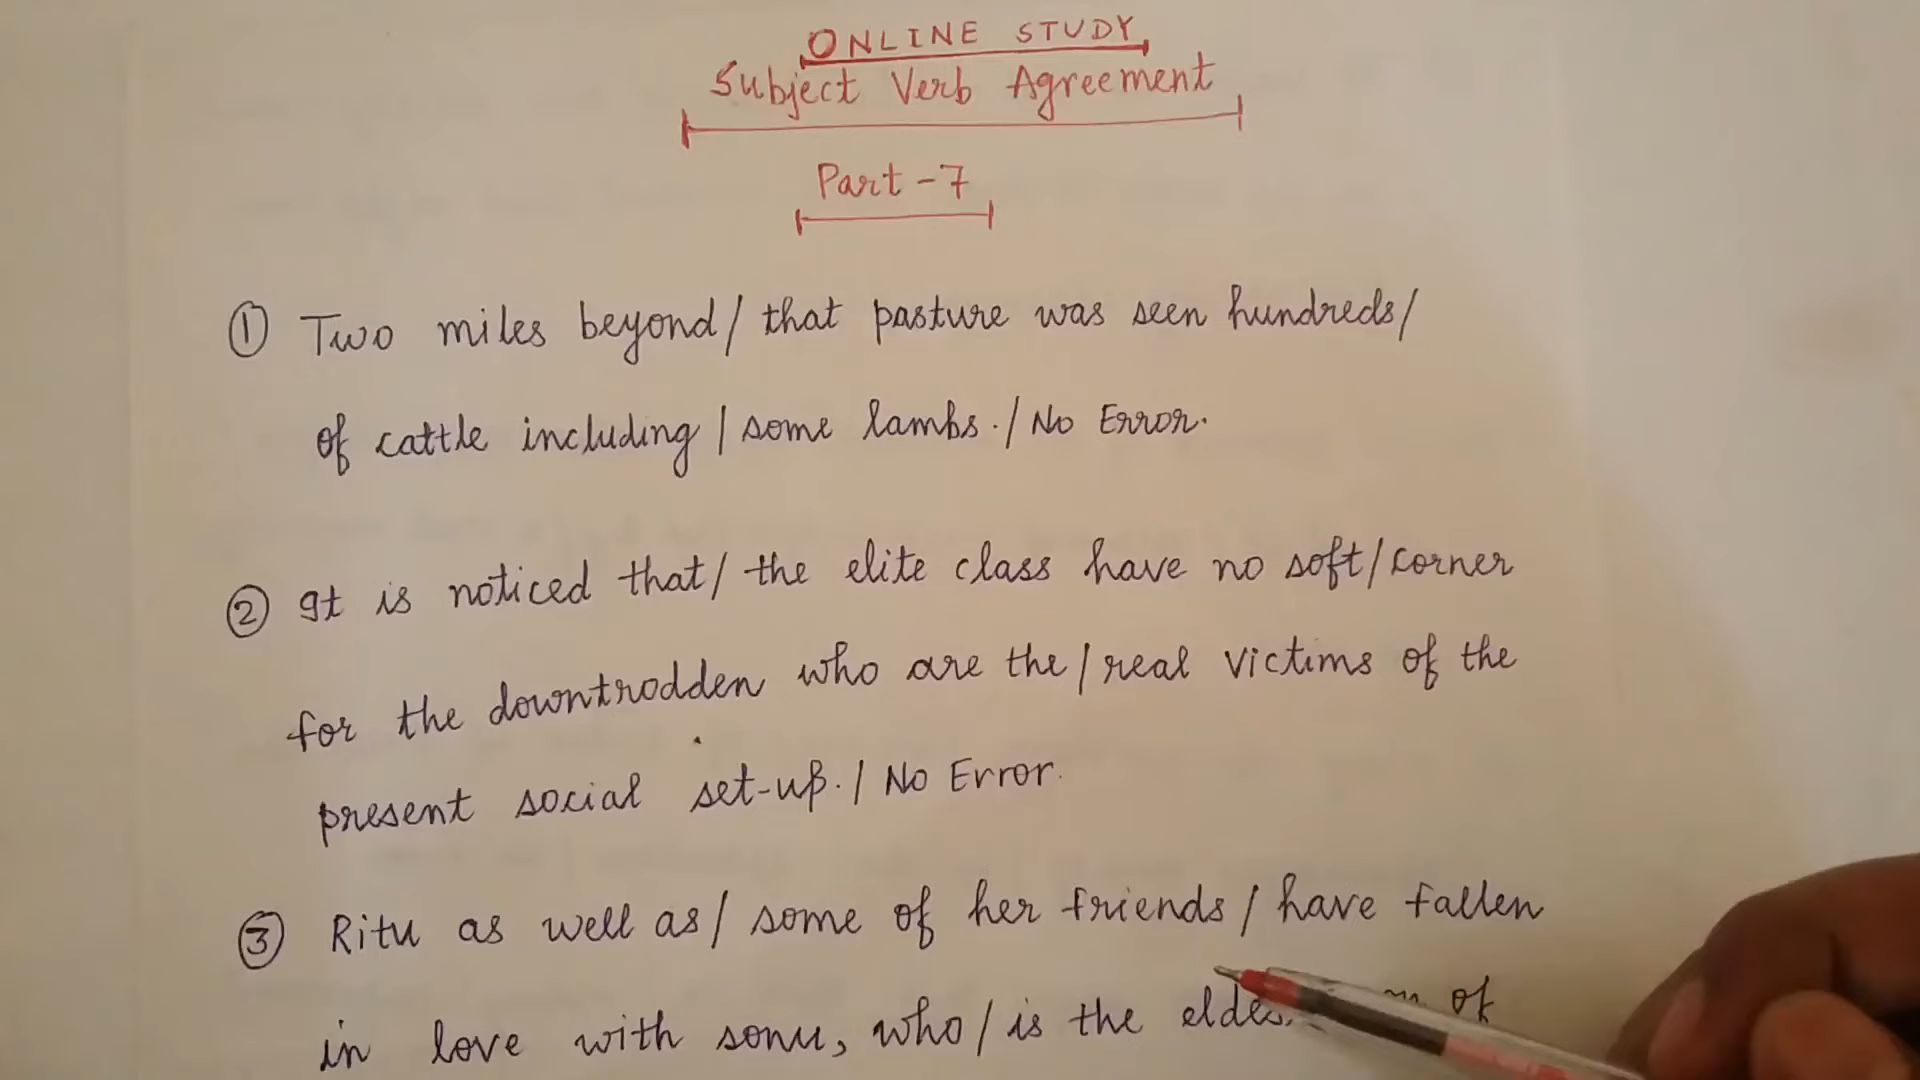 ONLINE STUDY
Subject Verb Agreement
Part-7
① Two miles beyond/ that pasture was seen hundreds/
of cattle including / some lambs. / No Error.
② It is noticed that/ the elite class have no soft/corner
for the downtrodden who are the / real victims of the
present social set-up. / No Error.
③ Ritu as well as/ some of her friends / have fallen
in love with sonu, who / is the of